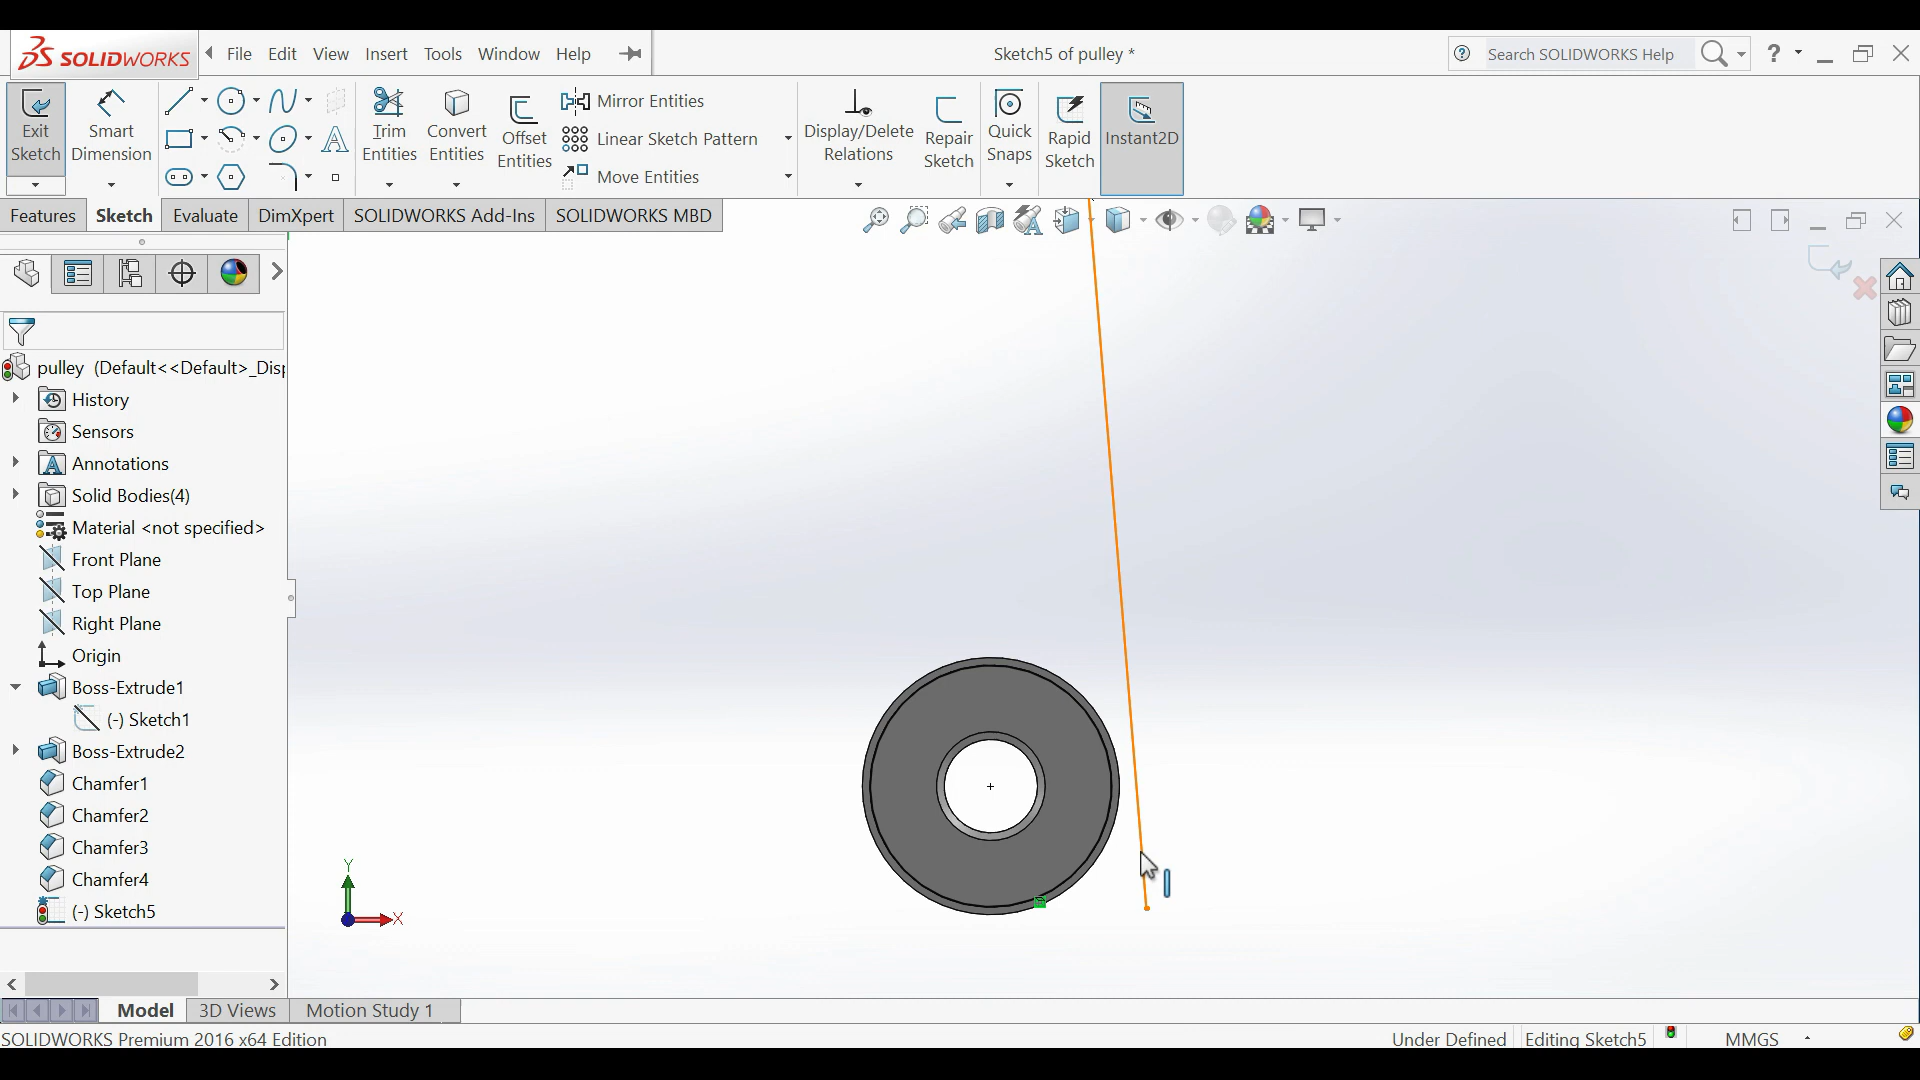 SOLIDWORKS
File Edit View Insert Tools Window Help
Sketch5 of pulley *
Search SOLIDWORKS Help
Exit Sketch
Smart Dimension
Trim Entities
Convert Entities
Offset Entities
Mirror Entities
Linear Sketch Pattern
Move Entities
Display/Delete Relations
Repair Sketch
Quick Snaps
Rapid Sketch
Instant2D
Features Sketch Evaluate DimXpert SOLIDWORKS Add-Ins SOLIDWORKS MBD
pulley (Default<<Default>_Disp
History
Sensors
Annotations
Solid Bodies(4)
Material <not specified>
Front Plane
Top Plane
Right Plane
Origin
Boss-Extrude1
(-) Sketch1
Boss-Extrude2
Chamfer1
Chamfer2
Chamfer3
Chamfer4
(-) Sketch5
Y
X
Model 3D Views Motion Study 1
SOLIDWORKS Premium 2016 x64 Edition
Under Defined Editing Sketch5 MMGS